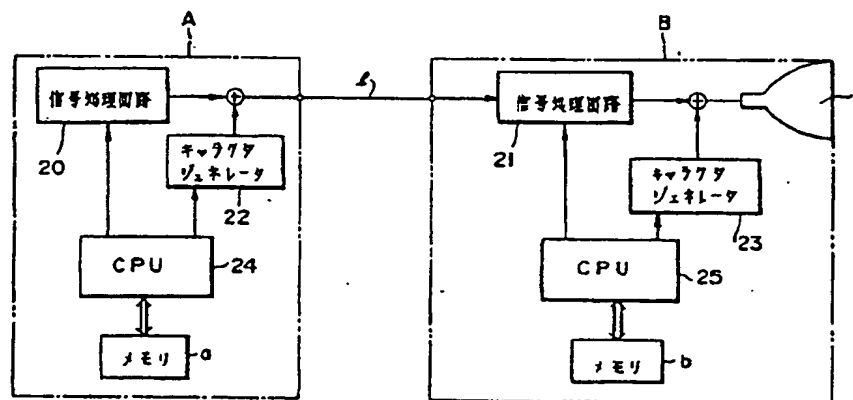 A
信号処理回路
20
キャラクタ
ジェネレータ
22
CPU
24
メモリ
a
B
信号処理回路
21
キャラクタ
ジェネレータ
23
CPU
25
メモリ
b